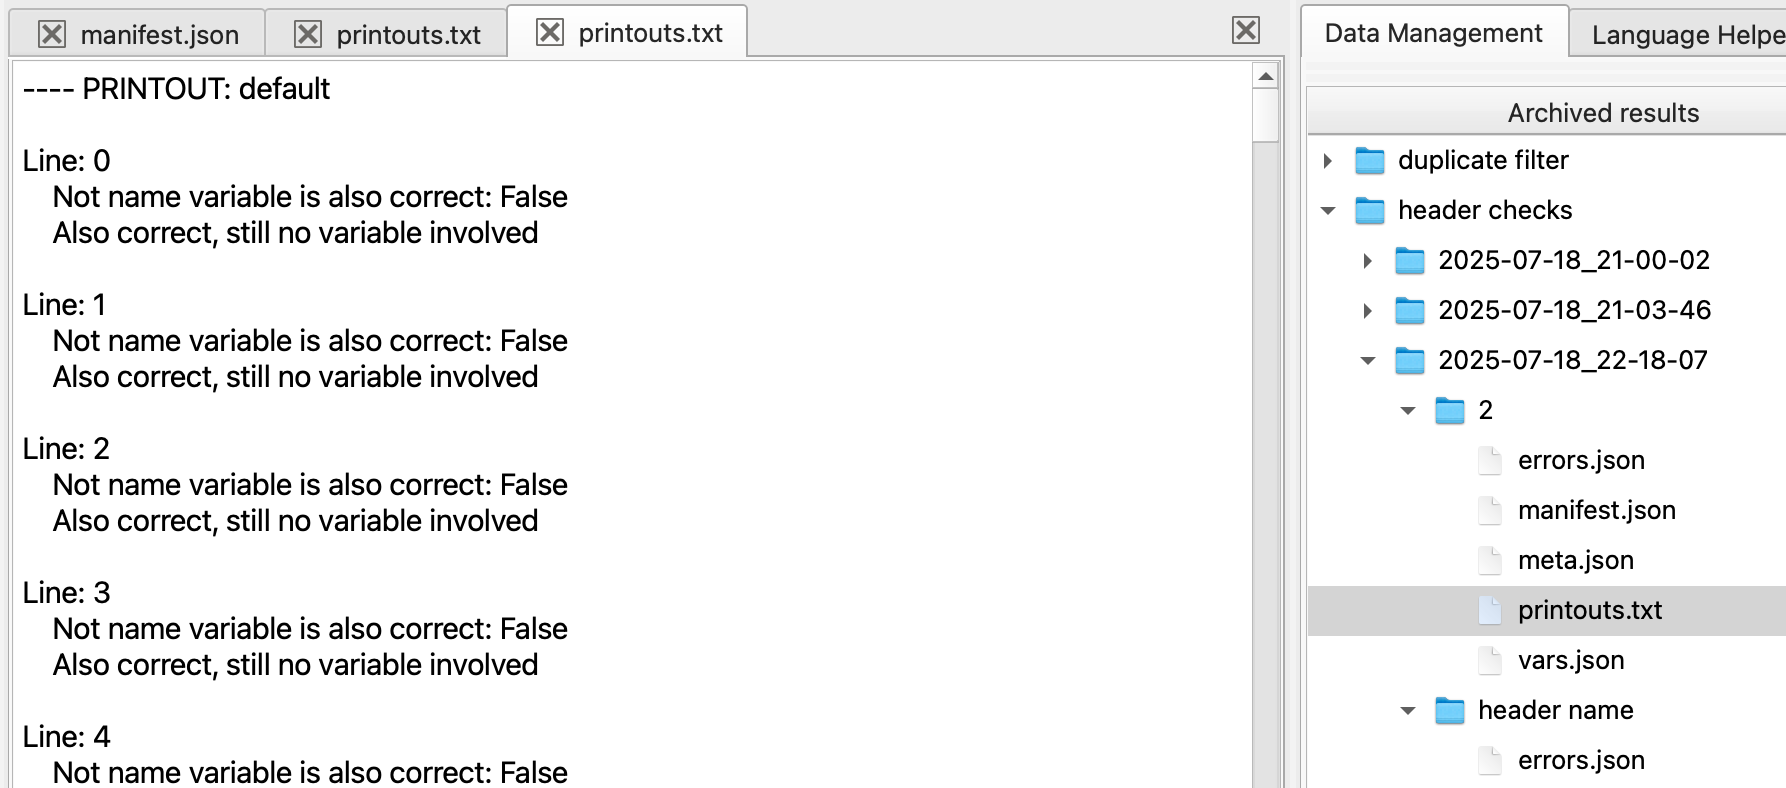 manifest.json
printouts.txt
printouts.txt
---- PRINTOUT: default
Line: 0
Not name variable is also correct: False
Also correct, still no variable involved
Line: 1
Not name variable is also correct: False
Also correct, still no variable involved
Line: 2
Not name variable is also correct: False
Also correct, still no variable involved
Line: 3
Not name variable is also correct: False
Also correct, still no variable involved
Line: 4
Not name variable is also correct: False
Data Management
Language Helpe
Archived results
duplicate filter
header checks
2025-07-18_21-00-02
2025-07-18_21-03-46
2025-07-18_22-18-07
2
errors.json
manifest.json
meta.json
printouts.txt
vars.json
header name
errors.json